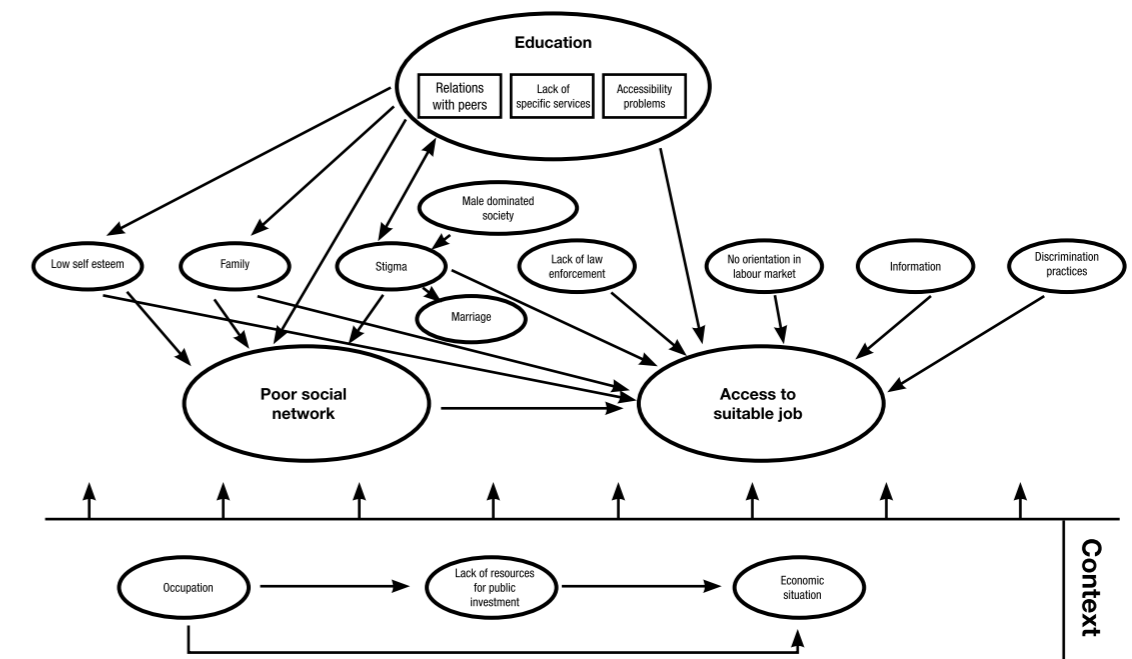 Education
Relations
with peers
Lack of
specific services
Accessibility
problems
Male dominated
society
Low self esteem
Family
Stigma
Lack of law
enforcement
No orientation in
labour market
Information
Discrimination
practices
Marriage
Poor social
network
Access to
suitable job
Occupation
Lack of resources
for public
investment
Economic
situation
Context